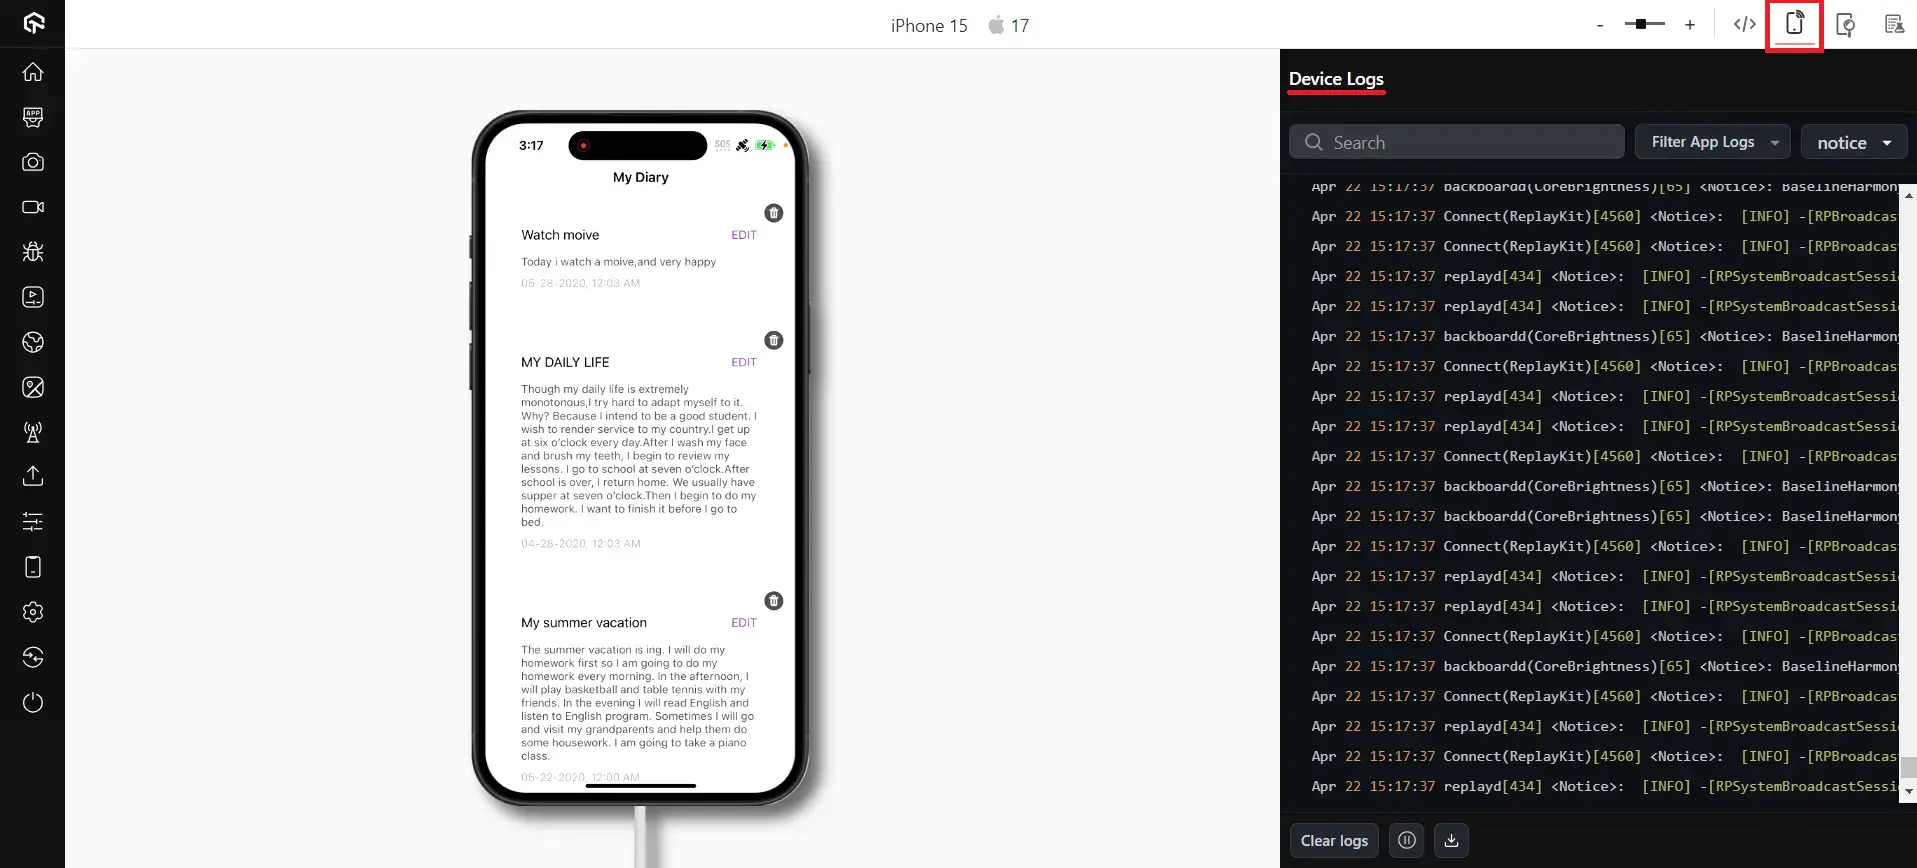 iPhone 15 17
- +
</>
APP
3:17
SOS
My Diary
Watch moive
EDIT
Today i watch a moive,and very happy
05-28-2020, 12:03 AM
MY DAILY LIFE
EDIT
Though my daily life is extremely
monotonous,I try hard to adapt myself to it.
Why? Because I intend to be a good student. I
wish to render service to my country.I get up
at six o'clock every day.After I wash my face
and brush my teeth, I begin to review my
lessons. I go to school at seven o'clock.After
school is over, I return home. We usually have
supper at seven o'clock.Then I begin to do my
homework. I want to finish it before I go to
bed.
04-28-2020, 12:03 AM
My summer vacation
EDIT
The summer vacation is ing. I will do my
homework first so I am going to do my
homework every morning. In the afternoon, I
will play basketball and table tennis with my
friends. In the evening I will read English and
listen to English program. Sometimes I will go
and visit my grandparents and help them do
some housework. I am going to take a piano
class.
05-22-2020, 12:00 AM
Device Logs
Search
Filter App Logs
notice
Apr 22 15:17:37 backboardd(CoreBrightness)[65] <Notice>: BaselineHarmony
Apr 22 15:17:37 Connect(ReplayKit)[4560] <Notice>: [INFO] -[RPBroadcas
Apr 22 15:17:37 Connect(ReplayKit)[4560] <Notice>: [INFO] -[RPBroadcas
Apr 22 15:17:37 replayd[434] <Notice>: [INFO] -[RPSystemBroadcastSessi
Apr 22 15:17:37 replayd[434] <Notice>: [INFO] -[RPSystemBroadcastSessi
Apr 22 15:17:37 backboardd(CoreBrightness)[65] <Notice>: BaselineHarmony
Apr 22 15:17:37 Connect(ReplayKit)[4560] <Notice>: [INFO] -[RPBroadcas
Apr 22 15:17:37 replayd[434] <Notice>: [INFO] -[RPSystemBroadcastSessi
Apr 22 15:17:37 replayd[434] <Notice>: [INFO] -[RPSystemBroadcastSessi
Apr 22 15:17:37 Connect(ReplayKit)[4560] <Notice>: [INFO] -[RPBroadcas
Apr 22 15:17:37 backboardd(CoreBrightness)[65] <Notice>: BaselineHarmony
Apr 22 15:17:37 backboardd(CoreBrightness)[65] <Notice>: BaselineHarmony
Apr 22 15:17:37 Connect(ReplayKit)[4560] <Notice>: [INFO] -[RPBroadcas
Apr 22 15:17:37 replayd[434] <Notice>: [INFO] -[RPSystemBroadcastSessi
Apr 22 15:17:37 replayd[434] <Notice>: [INFO] -[RPSystemBroadcastSessi
Apr 22 15:17:37 Connect(ReplayKit)[4560] <Notice>: [INFO] -[RPBroadcas
Apr 22 15:17:37 backboardd(CoreBrightness)[65] <Notice>: BaselineHarmony
Apr 22 15:17:37 Connect(ReplayKit)[4560] <Notice>: [INFO] -[RPBroadcas
Apr 22 15:17:37 replayd[434] <Notice>: [INFO] -[RPSystemBroadcastSessi
Apr 22 15:17:37 Connect(ReplayKit)[4560] <Notice>: [INFO] -[RPBroadcas
Apr 22 15:17:37 replayd[434] <Notice>: [INFO] -[RPSystemBroadcastSessi
Clear logs